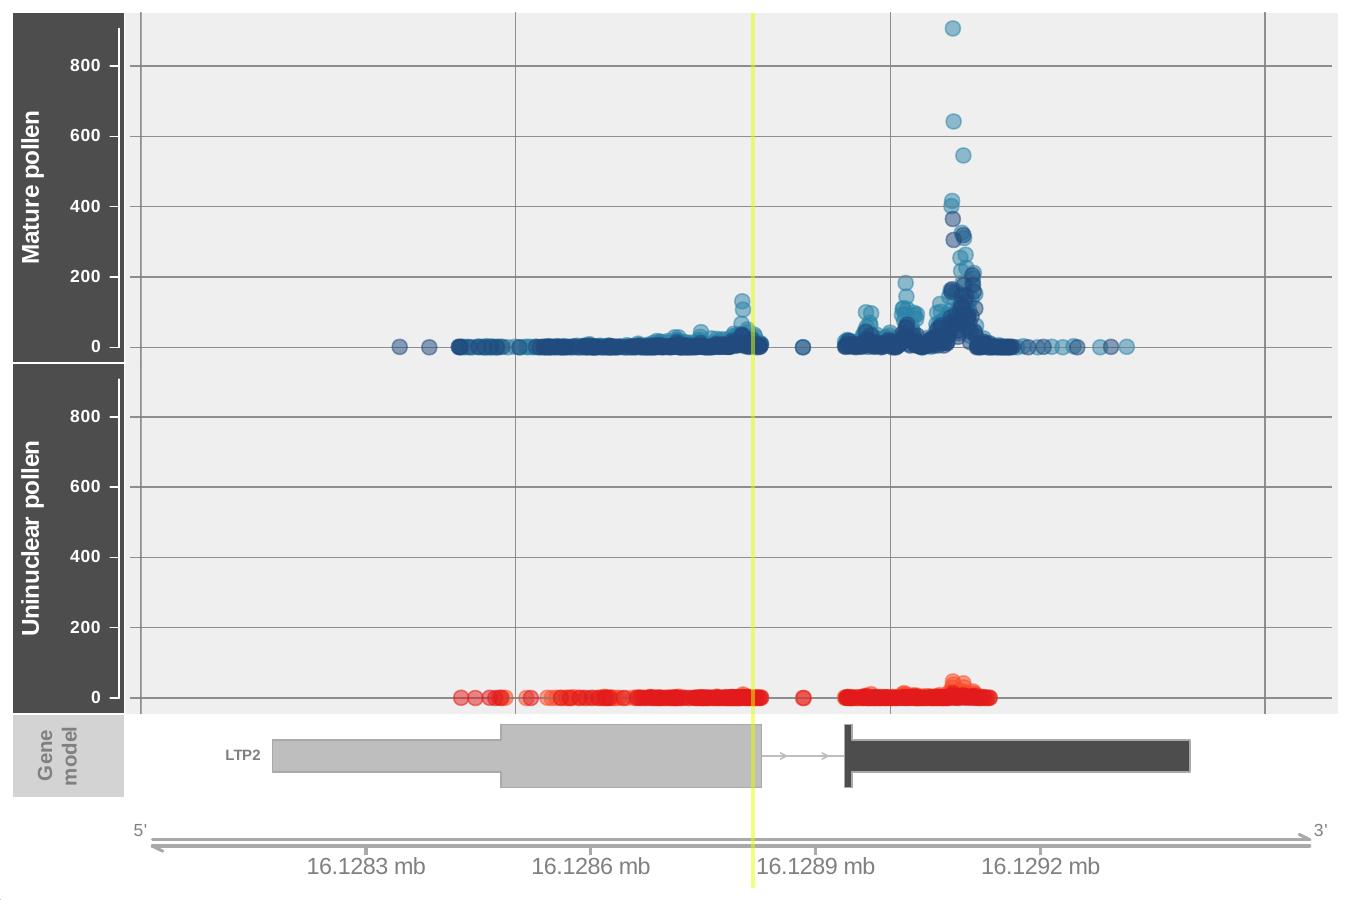 Mature pollen
800
600
400
200
0
Uninuclear pollen
800
600
400
200
0
Gene
model
LTP2
5'
3'
16.1283 mb
16.1286 mb
16.1289 mb
16.1292 mb